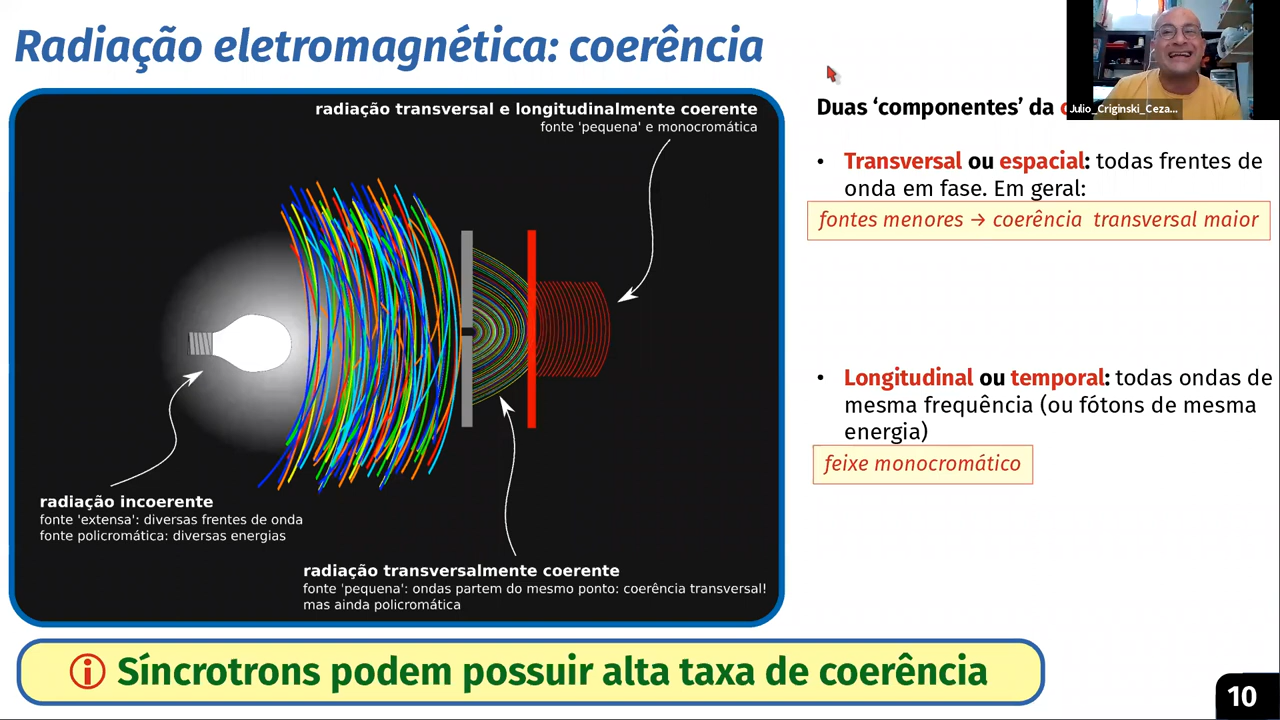 Radiação eletromagnética: coerência
radiação transversal e longitudinalmente coerente
fonte 'pequena' e monocromática
radiação incoerente
fonte 'extensa': diversas frentes de onda
fonte policromática: diversas energias
radiação transversalmente coerente
fonte 'pequena': ondas partem do mesmo ponto: coerência transversal!
mas ainda policromática
Julio_Criginski_Ceza...
Duas ‘componentes’ da
• Transversal ou espacial: todas frentes de
onda em fase. Em geral:
fontes menores → coerência transversal maior
• Longitudinal ou temporal: todas ondas de
mesma frequência (ou fótons de mesma
energia)
feixe monocromático
Síncrotrons podem possuir alta taxa de coerência
10